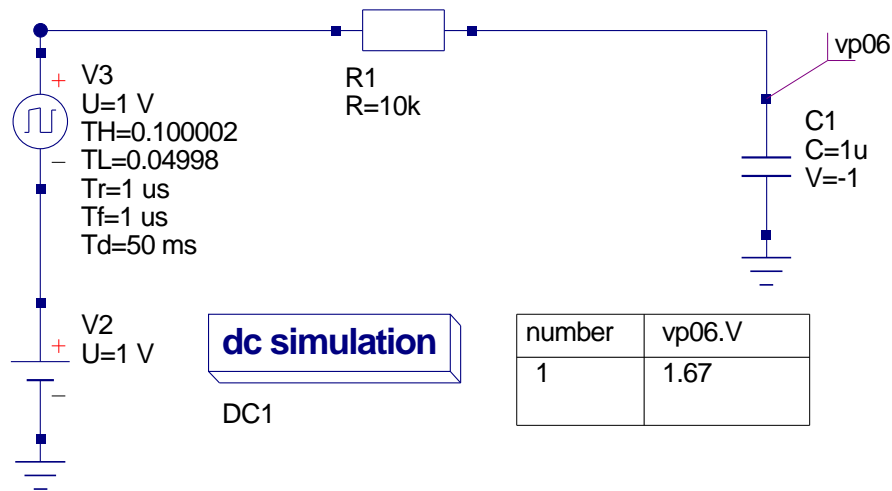 vp06
+
V3
U=1 V
TH=0.100002
TL=0.04998
Tr=1 us
Tf=1 us
Td=50 ms
−
R1
R=10k
C1
C=1u
V=-1
V2
+
U=1 V
−
dc simulation
DC1
number vp06.V
1 1.67